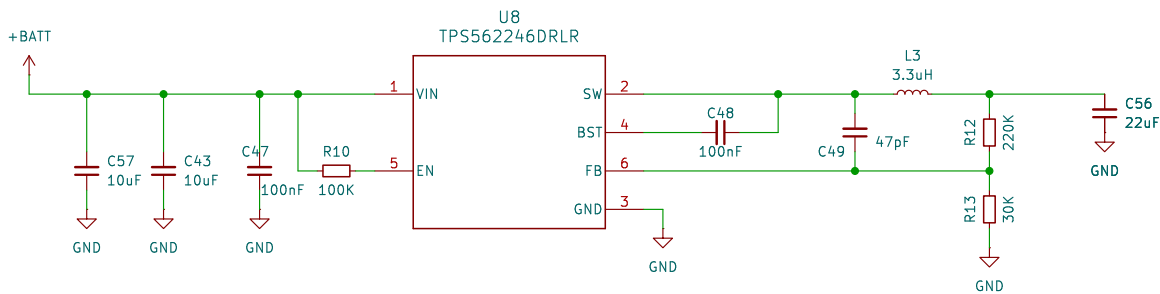 U8
TPS562246DRLR
+BATT
L3
3.3uH
1
VIN
SW
2
C48
100nF
BST
4
C49
47pF
R12
220K
C56
22uF
GND
C57
10uF
C43
10uF
C47
100nF
R10
100K
5
EN
FB
6
GND
3
R13
30K
GND
GND
GND
GND
GND